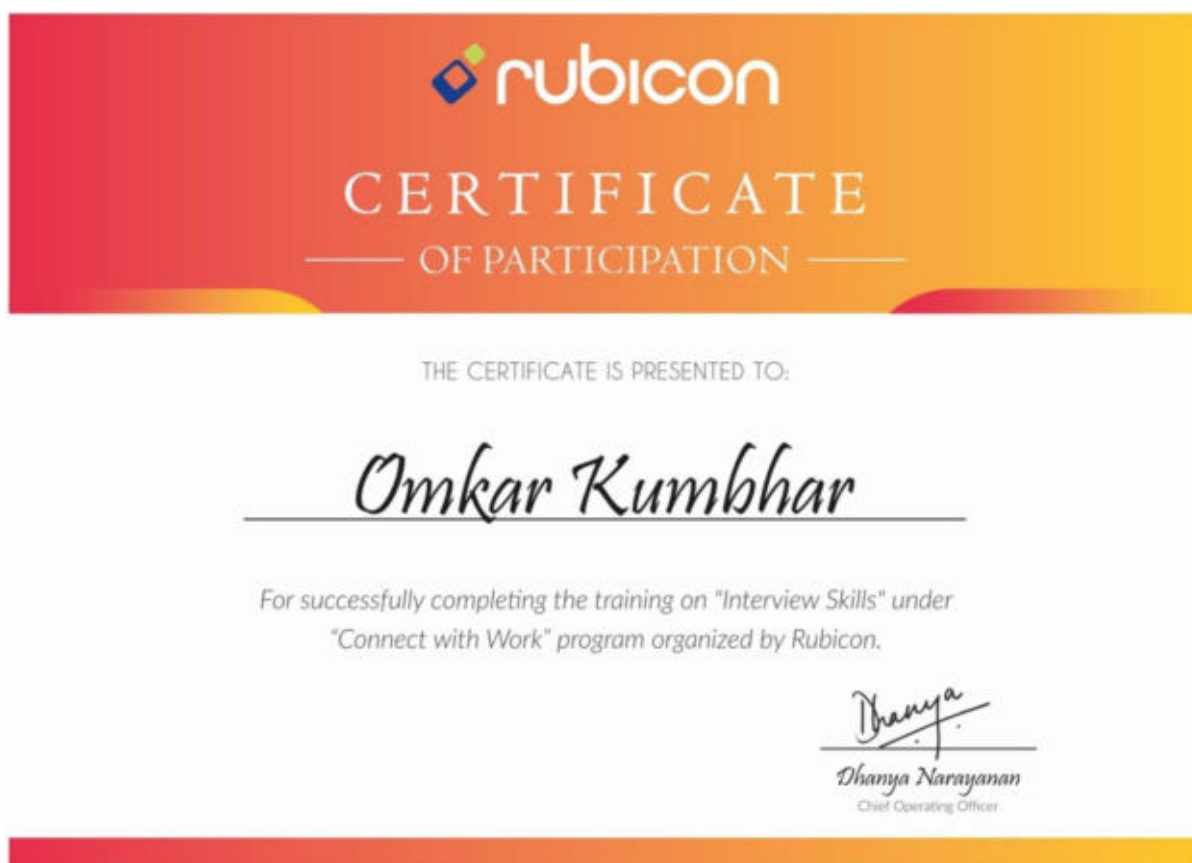 rubicon
CERTIFICATE
OF PARTICIPATION
THE CERTIFICATE IS PRESENTED TO:
Omkar Kumbhar
For successfully completing the training on "Interview Skills" under
"Connect with Work" program organized by Rubicon.
Dhanya
Dhanya Narayanan
Chief Operating Officer